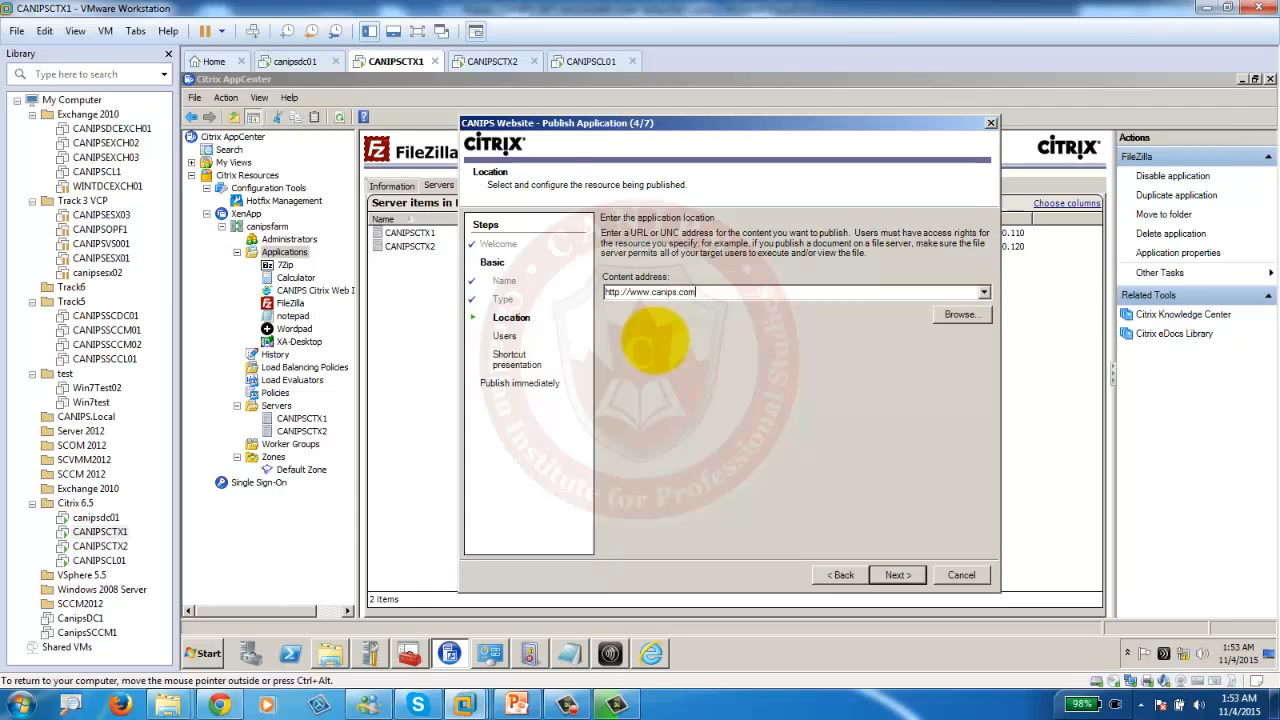 CANIPSCTX1 - VMware Workstation
File Edit View VM Tabs Help
Library
Type here to search
My Computer
Exchange 2010
CANIPSDCEXCH01
CANIPSEXCH02
CANIPSEXCH03
CANIPSCL1
WINTDCEXCH01
Track 3 VCP
CANIPSESX03
CANIPSOPF1
CANIPSVS001
CANIPSESX01
canipsesx02
Track6
Track5
CANIPSSCDC01
CANIPSSCCM01
CANIPSSCCM02
CANIPSSCCL01
test
Win7Test02
Win7test
CANIPS.Local
Server 2012
SCOM 2012
SCVMM2012
SCCM 2012
Exchange 2010
Citrix 6.5
canipsdc01
CANIPSCTX1
CANIPSCTX2
CANIPSCL01
VSphere 5.5
Windows 2008 Server
SCCM2012
CanipsDC1
CanipsSCCM1
Shared VMs
Home canipsdc01 CANIPSCTX1 CANIPSCTX2 CANIPSCL01
Citrix AppCenter
File Action View Help
Citrix AppCenter
Search
My Views
Citrix Resources
Configuration Tools
Hotfix Management
XenApp
canipsfarm
Administrators
Applications
7Zip
Calculator
CANIPS Citrix Web I
FileZilla
notepad
Wordpad
XA-Desktop
History
Load Balancing Policies
Load Evaluators
Policies
Servers
CANIPSCTX1
CANIPSCTX2
Worker Groups
Zones
Default Zone
Single Sign-On
FileZilla
CITRIX
Information Servers
Server items in
Choose columns
Name
CANIPSCTX1
0.110
CANIPSCTX2
0.120
2 items
CANIPS Website - Publish Application (4/7)
CITRIX
Location
Select and configure the resource being published.
Steps
Welcome
Basic
Name
Type
Location
Users
Shortcut
presentation
Publish immediately
Enter the application location
Enter a URL or UNC address for the content you want to publish. Users must have access rights for
the resource you specify; for example, if you publish a document on a file server, make sure the file
server permits all of your target users to execute and/or view the file.
Content address:
http://www.canips.com
Browse...
< Back Next > Cancel
Actions
FileZilla
Disable application
Duplicate application
Move to folder
Delete application
Application properties
Other Tasks
Related Tools
Citrix Knowledge Center
Citrix eDocs Library
Start
1:53 AM
11/4/2015
To return to your computer, move the mouse pointer outside or press Ctrl+Alt.
98%
1:53 AM
11/4/2015